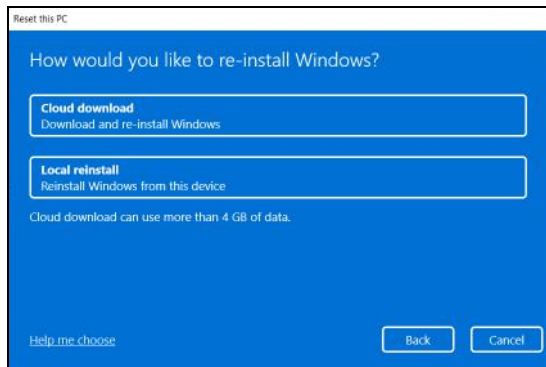 Reset this PC
How would you like to re-install Windows?
Cloud download
Download and re-install Windows
Local reinstall
Reinstall Windows from this device
Cloud download can use more than 4 GB of data.
Help me choose
Back
Cancel